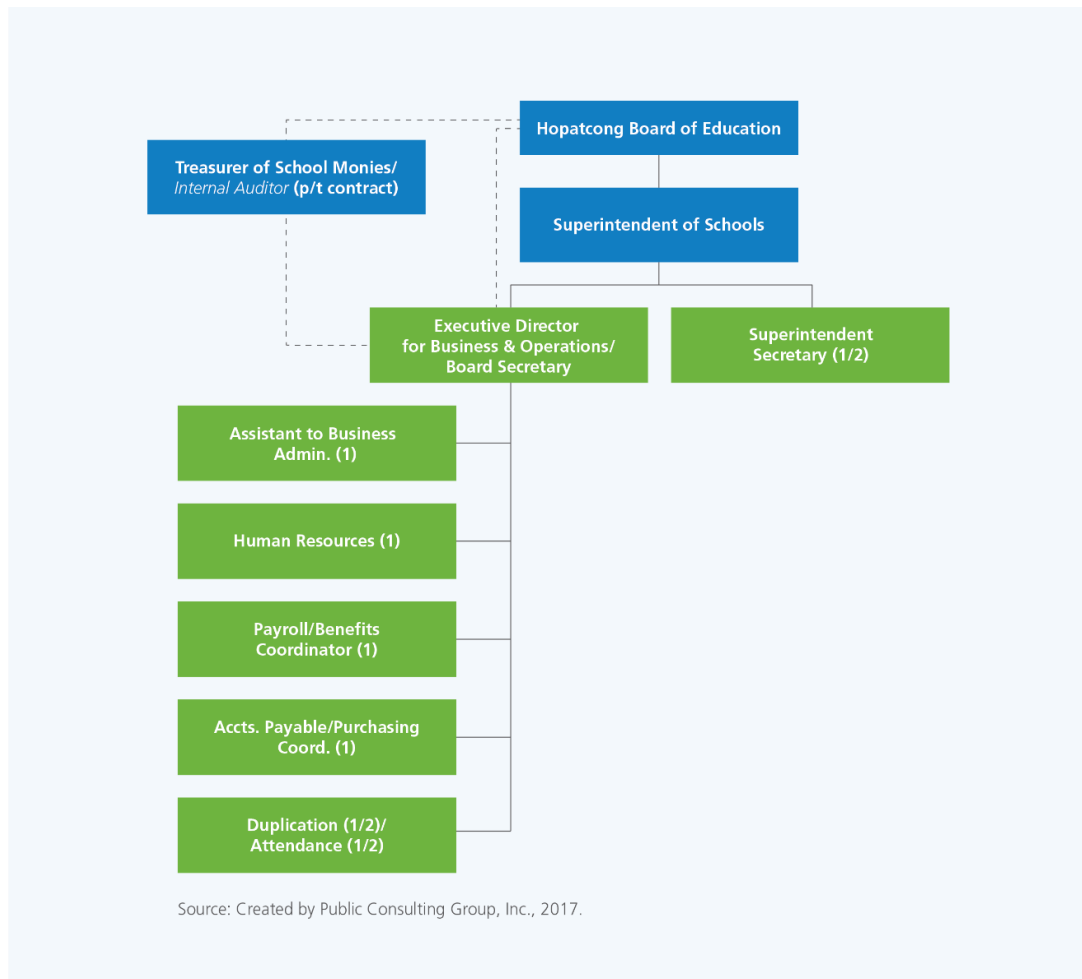 Hopatcong Board of Education
Treasurer of School Monies/
Internal Auditor (p/t contract)
Superintendent of Schools
Executive Director
for Business & Operations/
Board Secretary
Superintendent
Secretary (1/2)
Assistant to Business
Admin. (1)
Human Resources (1)
Payroll/Benefits
Coordinator (1)
Accts. Payable/Purchasing
Coord. (1)
Duplication (1/2)/
Attendance (1/2)
Source: Created by Public Consulting Group, Inc., 2017.